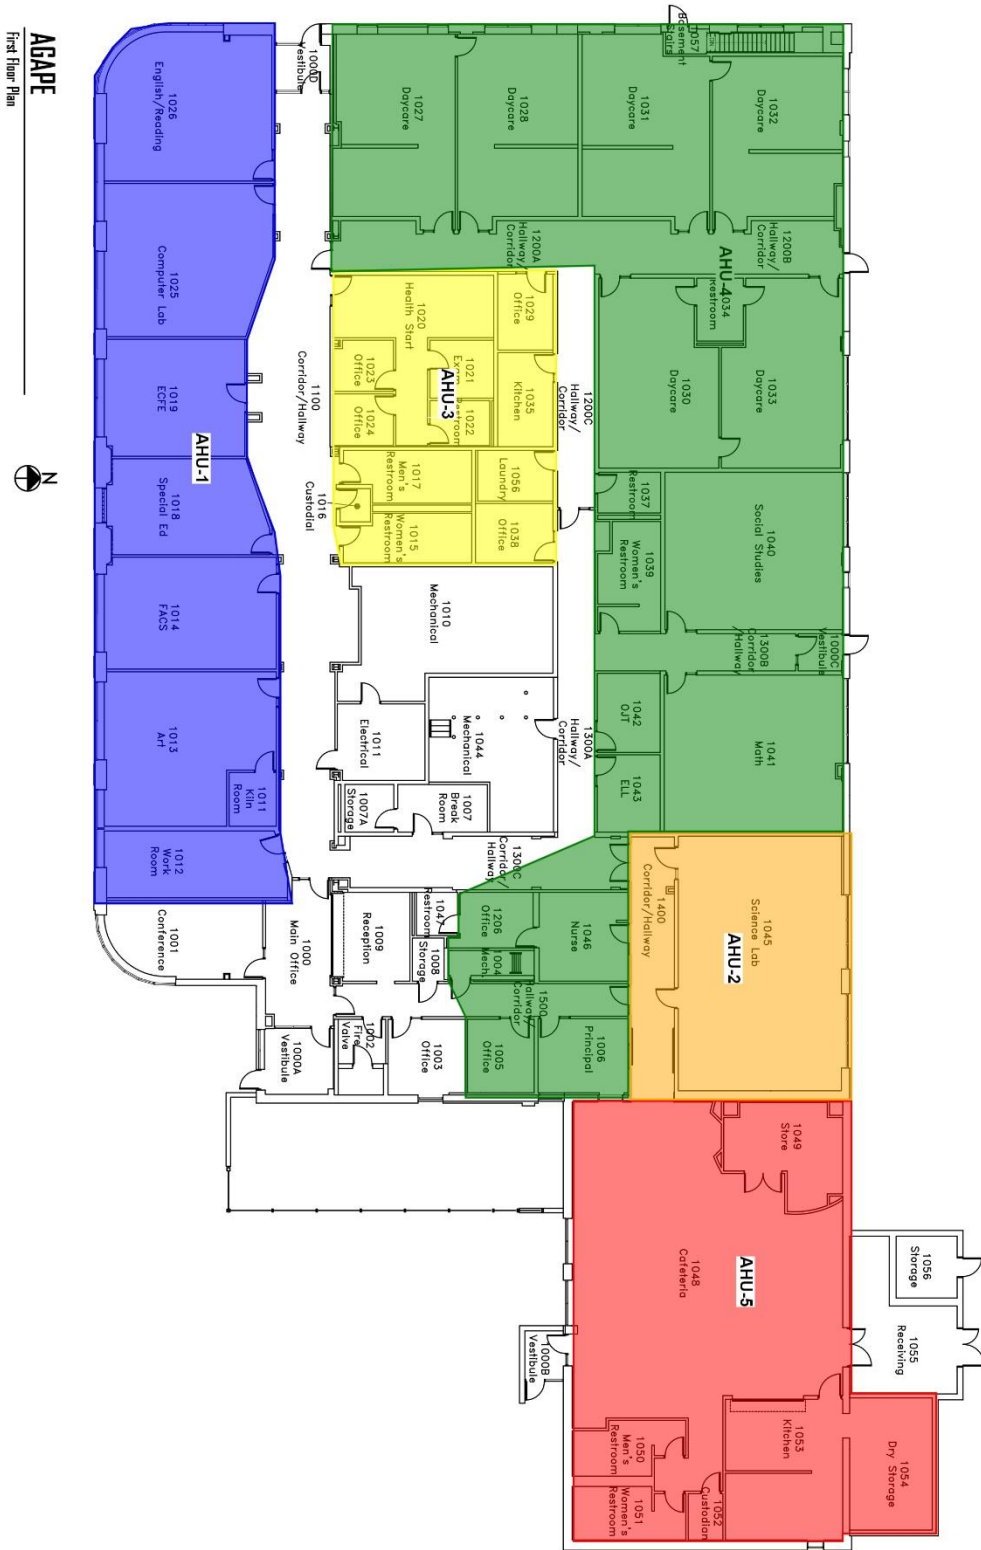 1056
Storage
1055
Receiving
1054
Dry Storage
1057
Basement
Stairs
1032
Daycare
1031
Daycare
1028
Daycare
1027
Daycare
1200B
Hallway/
Corridor
1200A
Hallway/
Corridor
AHU-4
1034
Restroom
1033
Daycare
1030
Daycare
1040
Social Studies
1037
Restroom
1039
Women's
Restroom
1000C
Vestibule
1300B
Corridor
/Hallway
1041
Math
1042
OJT
1043
ELL
1045
Science Lab
AHU-2
1400
Corridor/Hallway
1049
Store
AHU-5
1048
Cafeteria
1053
Kitchen
1052
Custodian
1050
Men's
Restroom
1051
Women's
Restroom
1000B
Vestibule
1200C
Hallway/
Corridor
1300A
Hallway/
Corridor
1300C
Corridor/
Hallway
1029
Office
1035
Kitchen
1056
Laundry
1038
Office
1020
Health Start
1021
Exam
AHU-3
1022
Restroom
1023
Office
1024
Office
1017
Men's
Restroom
1015
Women's
Restroom
1016
Custodial
1010
Mechanical
1044
Mechanical
1011
Electrical
1007
Break
Room
1007A
Storage
1046
Nurse
1206
Office
1004
Mech.
1500
Hallway/
Corridor
1006
Principal
1005
Office
1047
Restroom
1008
Storage
1009
Reception
1003
Office
1002
Fire
Valve
1000
Main Office
1000A
Vestibule
1001
Conference
1000D
Vestibule
1100
Corridor/Hallway
1026
English/Reading
1025
Computer Lab
1019
ECFE
AHU-1
1018
Special Ed
1014
FACS
1013
Art
1011
Kiln
Room
1012
Work
Room
AGAPE
First Floor Plan
N